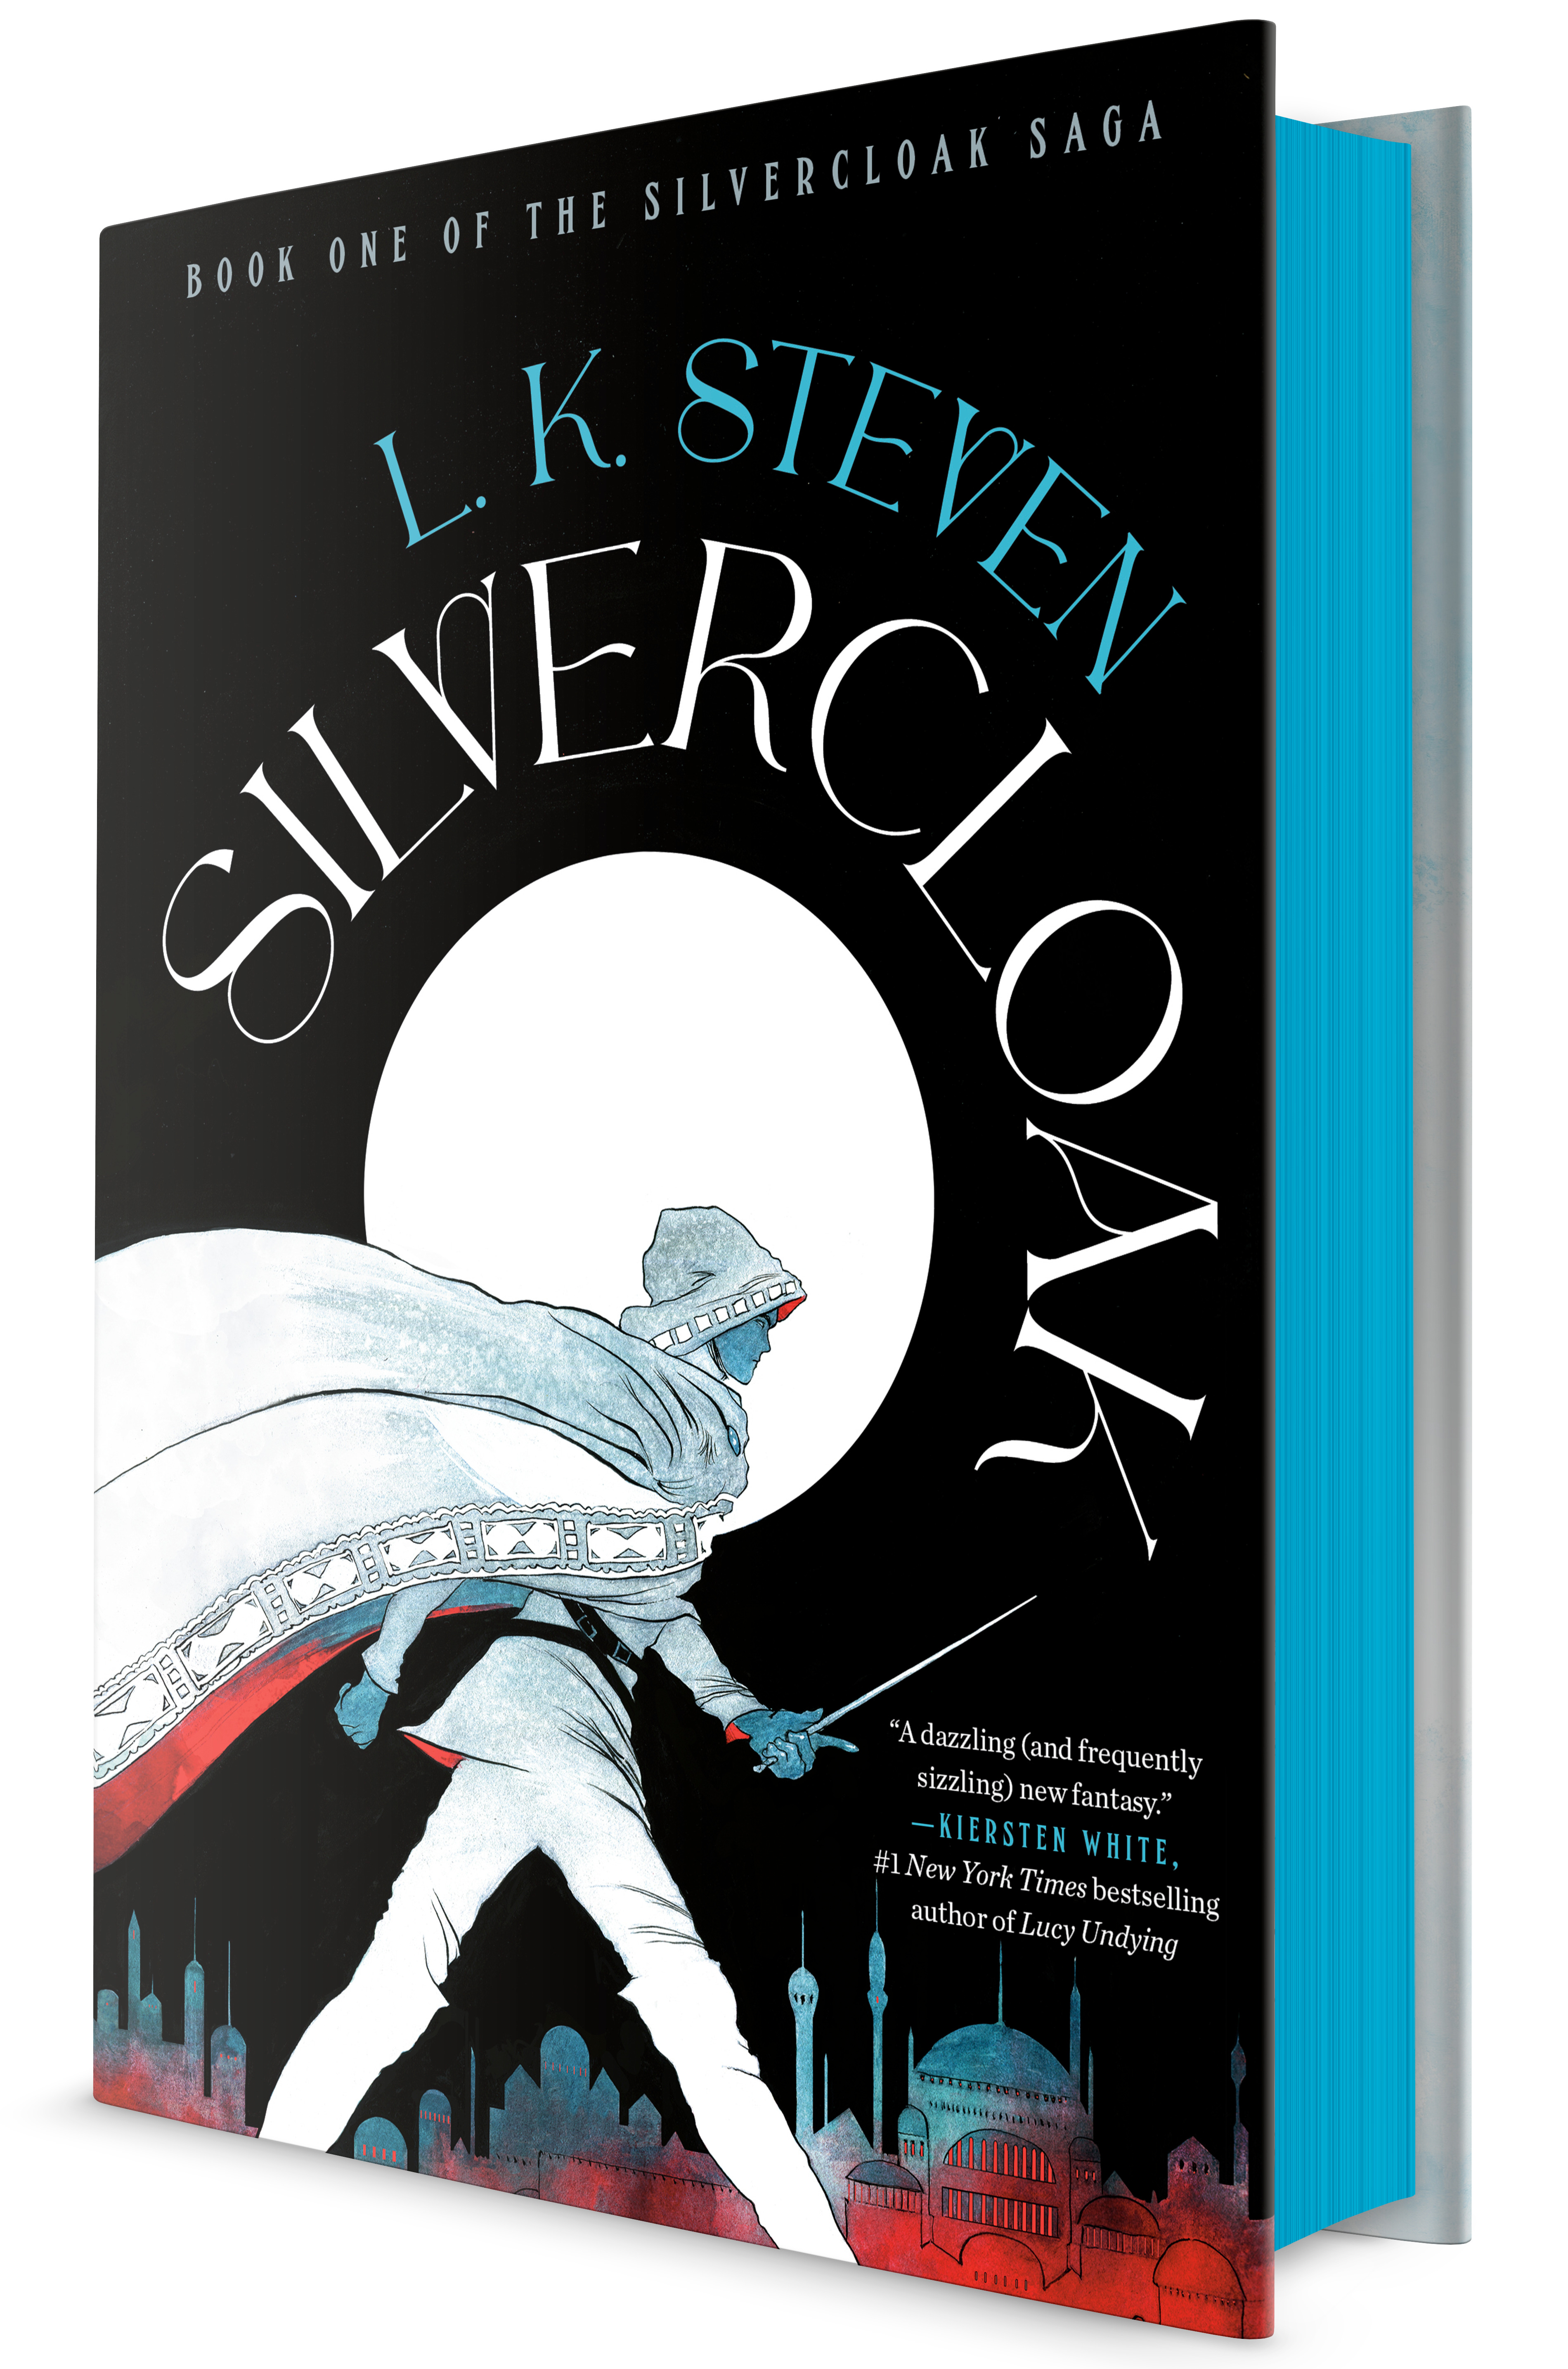 BOOK ONE OF THE SILVERCLOAK SAGA
L. K. STEVEN
SILVERCLOAK
“A dazzling (and frequently
sizzling) new fantasy.”
—KIERSTEN WHITE,
#1 New York Times bestselling
author of Lucy Undying